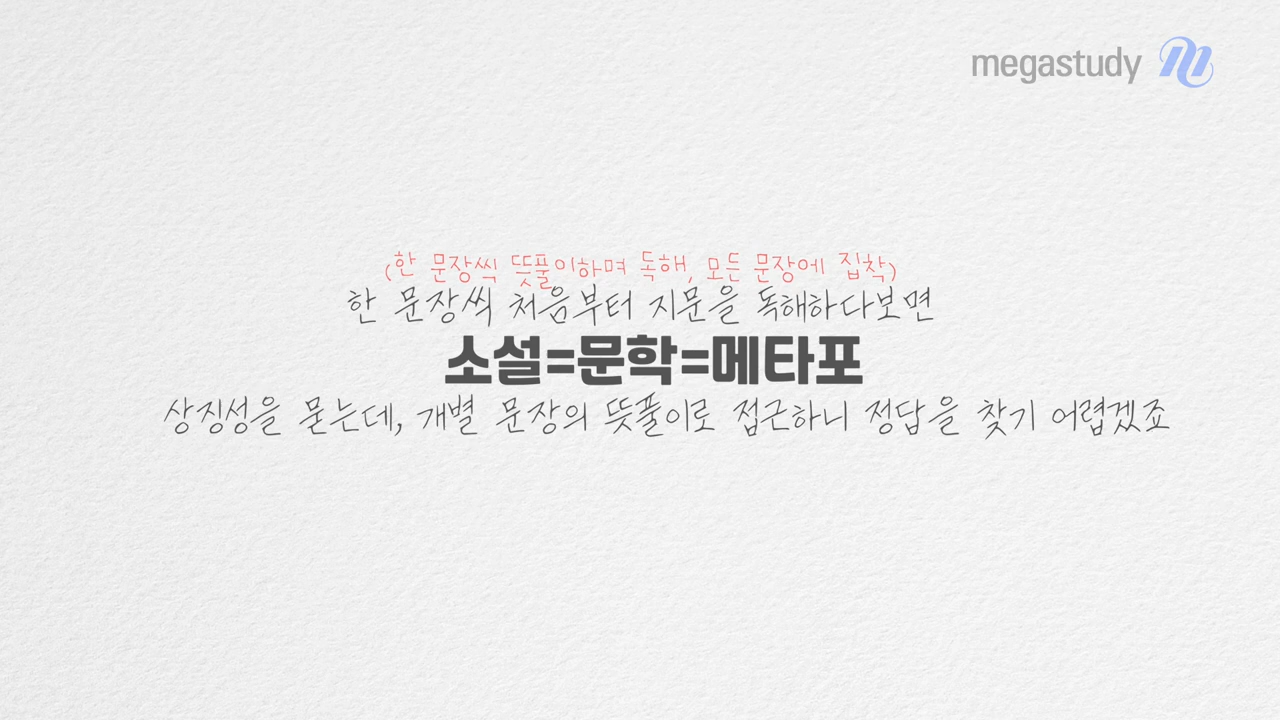 megastudy
(한 문장씩 뜻풀이하며 독해, 모든 문장에 집착)
한 문장씩 처음부터 지문을 독해하다보면
소설=문학=메타포
상징성을 묻는데, 개별 문장의 뜻풀이로 접근하니 정답을 찾기 어렵겠죠